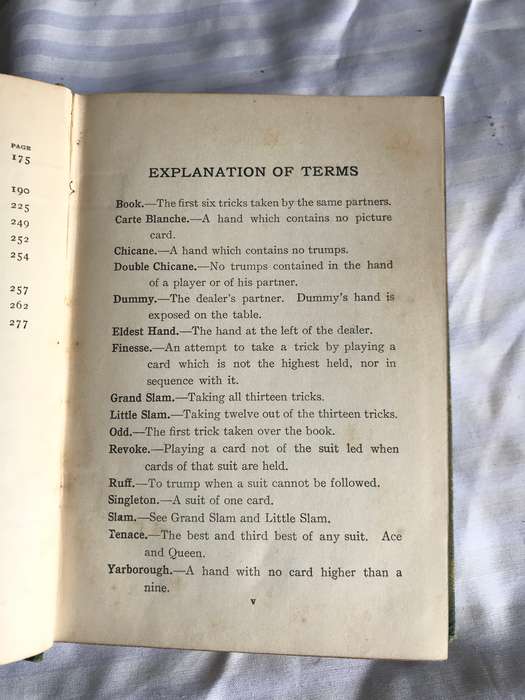 PAGE
175
190
225
249
252
254
257
262
277
EXPLANATION OF TERMS
Book.—The first six tricks taken by the same partners.
Carte Blanche.—A hand which contains no picture
card.
Chicane.—A hand which contains no trumps.
Double Chicane.—No trumps contained in the hand
of a player or of his partner.
Dummy.—The dealer's partner. Dummy's hand is
exposed on the table.
Eldest Hand.—The hand at the left of the dealer.
Finesse.—An attempt to take a trick by playing a
card which is not the highest held, nor in
sequence with it.
Grand Slam.—Taking all thirteen tricks.
Little Slam.—Taking twelve out of the thirteen tricks.
Odd.—The first trick taken over the book.
Revoke.—Playing a card not of the suit led when
cards of that suit are held.
Ruff.—To trump when a suit cannot be followed.
Singleton.—A suit of one card.
Slam.—See Grand Slam and Little Slam.
Tenace.—The best and third best of any suit. Ace
and Queen.
Yarborough.—A hand with no card higher than a
nine.
v